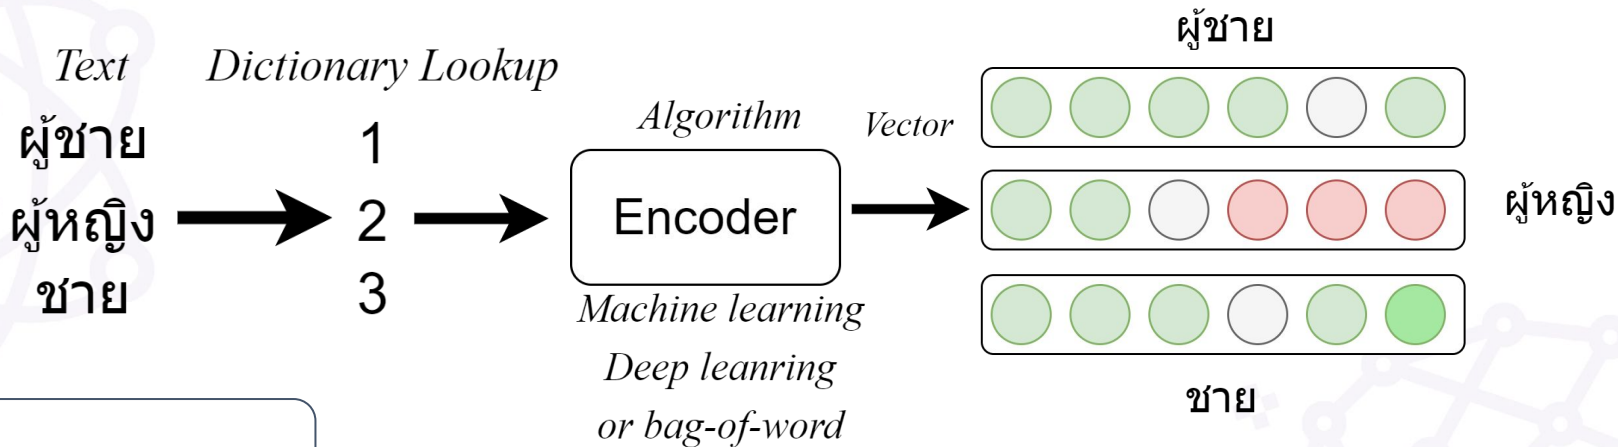 Text
ผู้ชาย
ผู้หญิง
ชาย
Dictionary Lookup
1
2
3
Algorithm
Encoder
Machine learning
Deep leanring
or bag-of-word
Vector
ผู้ชาย
ผู้หญิง
ชาย